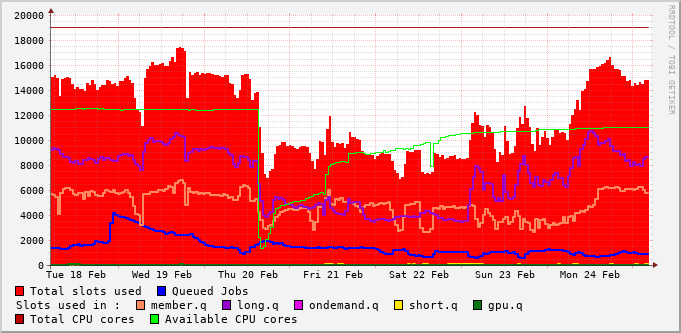 RRDTOOL / TOBI OETIKER
20000
18000
16000
14000
12000
10000
8000
6000
4000
2000
0
Tue 18 Feb Wed 19 Feb Thu 20 Feb Fri 21 Feb Sat 22 Feb Sun 23 Feb Mon 24 Feb
Total slots used Queued Jobs
Slots used in : member.q long.q ondemand.q short.q gpu.q
Total CPU cores Available CPU cores